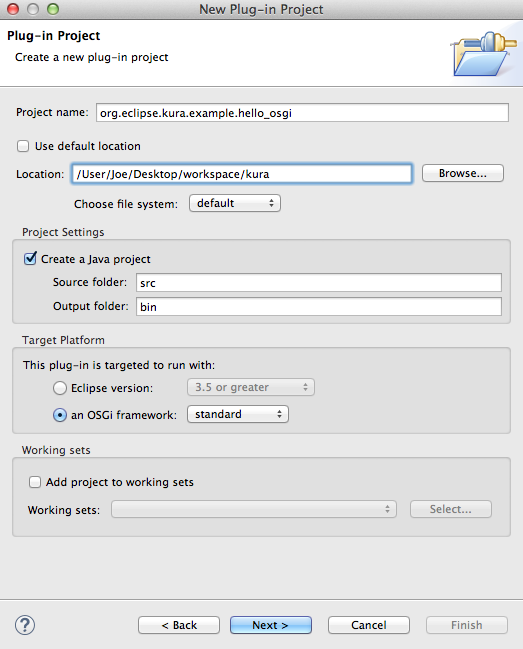 New Plug-in Project
Plug-in Project
Create a new plug-in project
Project name: org.eclipse.kura.example.hello_osgi
Use default location
Location: /User/Joe/Desktop/workspace/kura Browse...
Choose file system: default
Project Settings
Create a Java project
Source folder: src
Output folder: bin
Target Platform
This plug-in is targeted to run with:
Eclipse version: 3.5 or greater
an OSGi framework: standard
Working sets
Add project to working sets
Working sets: Select...
? < Back Next > Cancel Finish